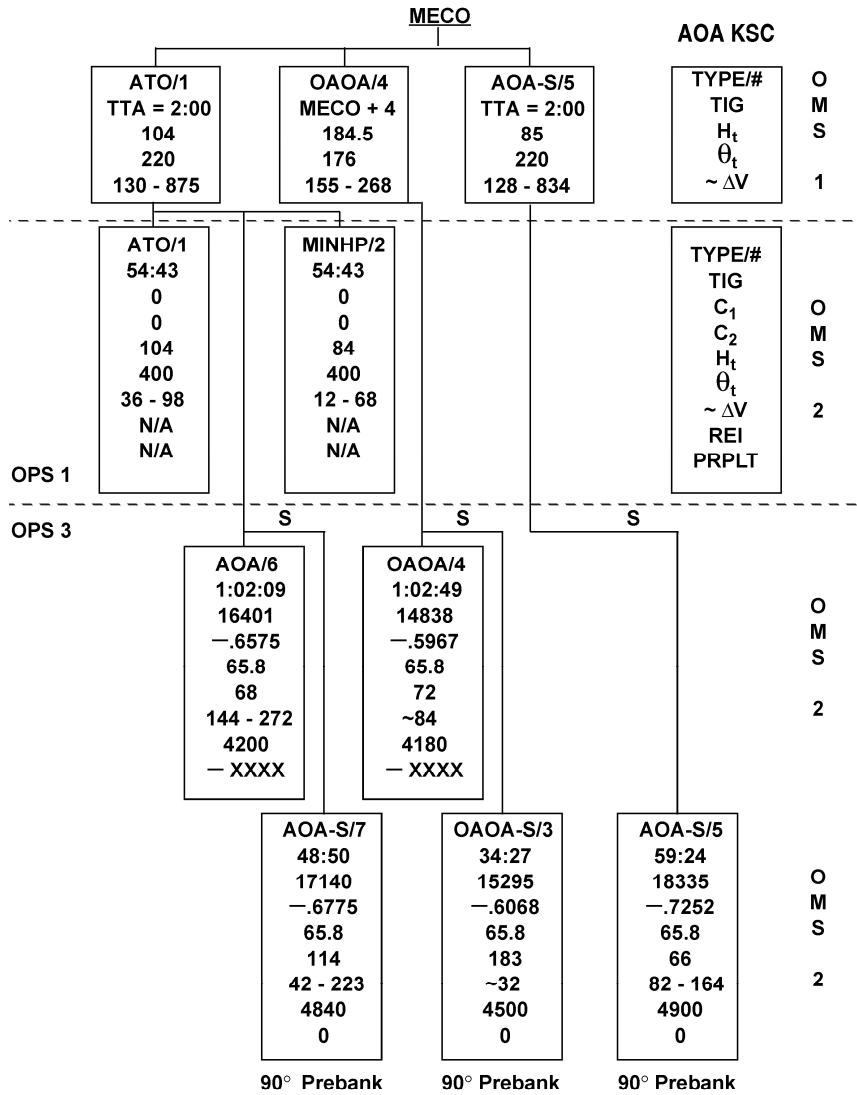 MECO
AOA KSC
ATO/1
TTA = 2:00
104
220
130 - 875
OAOA/4
MECO + 4
184.5
176
155 - 268
AOA-S/5
TTA = 2:00
85
220
128 - 834
TYPE/#
TIG
Ht
θt
~ ΔV
O
M
S
1
ATO/1
54:43
0
0
104
400
36 - 98
N/A
N/A
MINHP/2
54:43
0
0
84
400
12 - 68
N/A
N/A
TYPE/#
TIG
C1
C2
Ht
θt
~ ΔV
REI
PRPLT
O
M
S
2
OPS 1
OPS 3
S
S
S
AOA/6
1:02:09
16401
—.6575
65.8
68
144 - 272
4200
— XXXX
OAOA/4
1:02:49
14838
—.5967
65.8
72
~84
4180
— XXXX
O
M
S
2
AOA-S/7
48:50
17140
—.6775
65.8
114
42 - 223
4840
0
90° Prebank
OAOA-S/3
34:27
15295
—.6068
65.8
183
~32
4500
0
90° Prebank
AOA-S/5
59:24
18335
—.7252
65.8
66
82 - 164
4900
0
90° Prebank
O
M
S
2